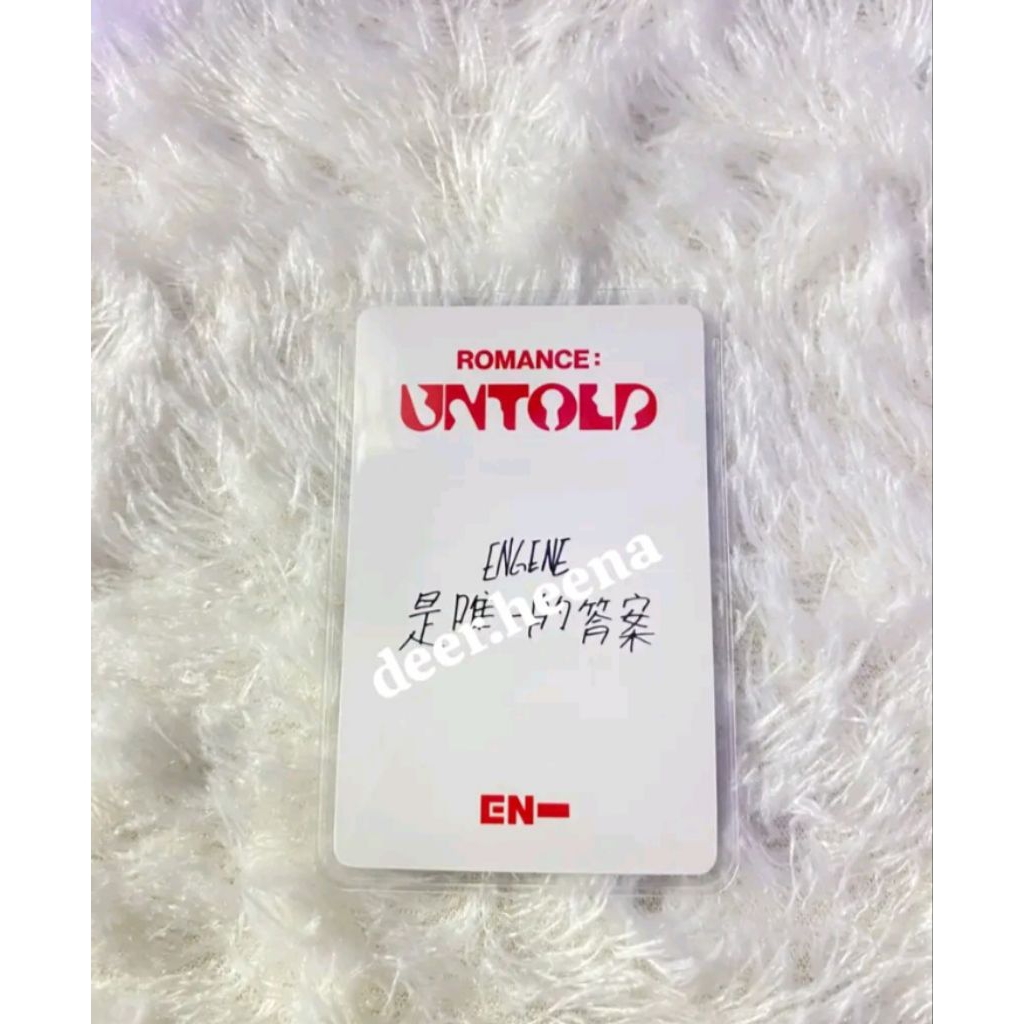 ROMANCE:
UNTOLD
ENGENE
是唯一的答案
deer.heena
EN-